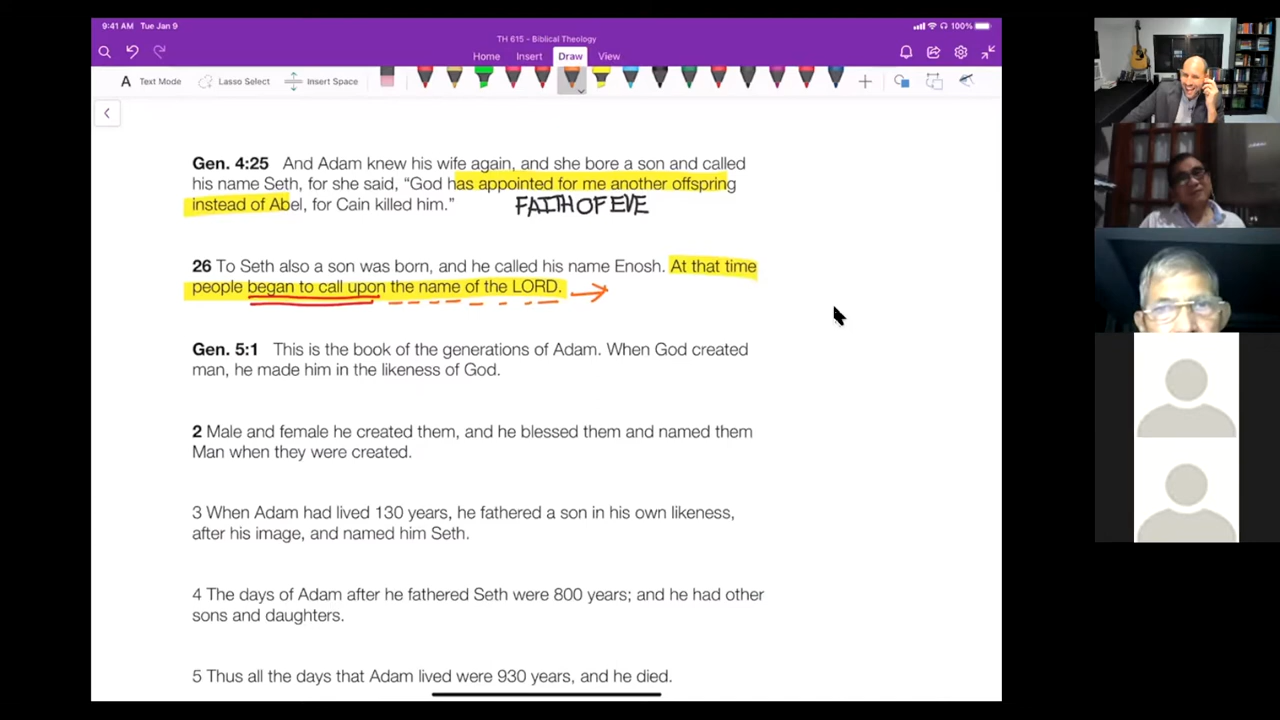 9:41 AM Tue Jan 9
100%
TH 615 - Biblical Theology
Home Insert Draw View
A Text Mode Lasso Select Insert Space
Gen. 4:25 And Adam knew his wife again, and she bore a son and called
his name Seth, for she said, “God has appointed for me another offspring
instead of Abel, for Cain killed him.”
FAITH OF EVE
26 To Seth also a son was born, and he called his name Enosh. At that time
people began to call upon the name of the LORD.
Gen. 5:1 This is the book of the generations of Adam. When God created
man, he made him in the likeness of God.
2 Male and female he created them, and he blessed them and named them
Man when they were created.
3 When Adam had lived 130 years, he fathered a son in his own likeness,
after his image, and named him Seth.
4 The days of Adam after he fathered Seth were 800 years; and he had other
sons and daughters.
5 Thus all the days that Adam lived were 930 years, and he died.